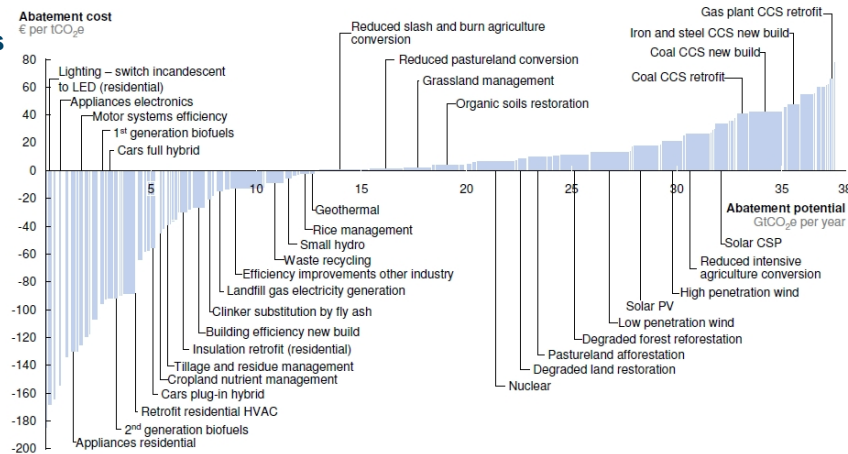 s
Abatement cost
€ per tCO2e
80
60
40
20
0
-20
-40
-60
-80
-100
-120
-140
-160
-180
-200
5
10
15
20
25
30
35
38
Lighting – switch incandescent
to LED (residential)
Appliances electronics
Motor systems efficiency
1st generation biofuels
Cars full hybrid
Reduced slash and burn agriculture
conversion
Reduced pastureland conversion
Grassland management
Organic soils restoration
Gas plant CCS retrofit
Iron and steel CCS new build
Coal CCS new build
Coal CCS retrofit
Abatement potential
GtCO2e per year
Geothermal
Rice management
Small hydro
Waste recycling
Efficiency improvements other industry
Landfill gas electricity generation
Clinker substitution by fly ash
Building efficiency new build
Insulation retrofit (residential)
Tillage and residue management
Cropland nutrient management
Cars plug-in hybrid
Retrofit residential HVAC
2nd generation biofuels
Appliances residential
Solar CSP
Reduced intensive
agriculture conversion
High penetration wind
Solar PV
Low penetration wind
Degraded forest reforestation
Pastureland afforestation
Degraded land restoration
Nuclear